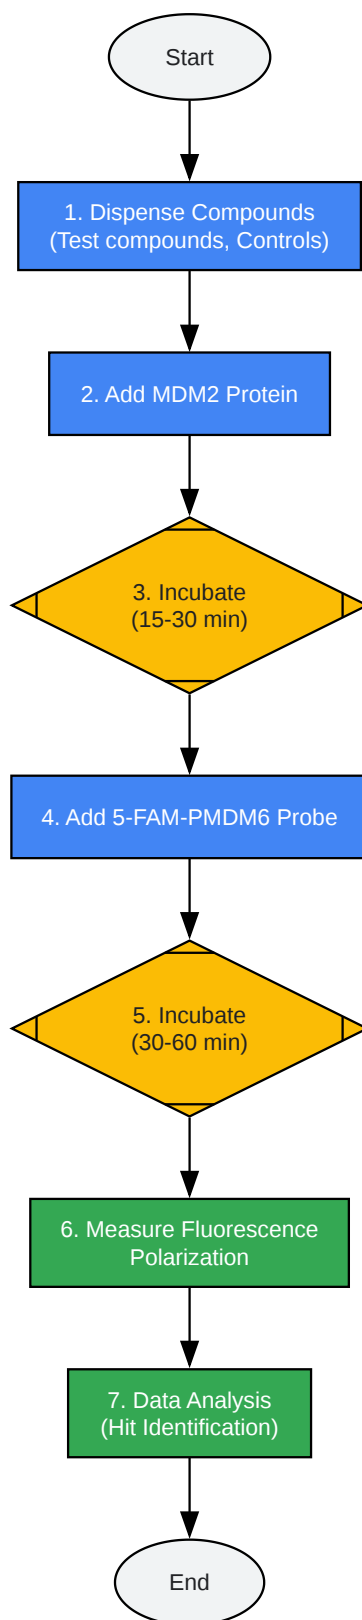 Start
1. Dispense Compounds
(Test compounds, Controls)
2. Add MDM2 Protein
3. Incubate
(15-30 min)
4. Add 5-FAM-PMDM6 Probe
5. Incubate
(30-60 min)
6. Measure Fluorescence
Polarization
7. Data Analysis
(Hit Identification)
End